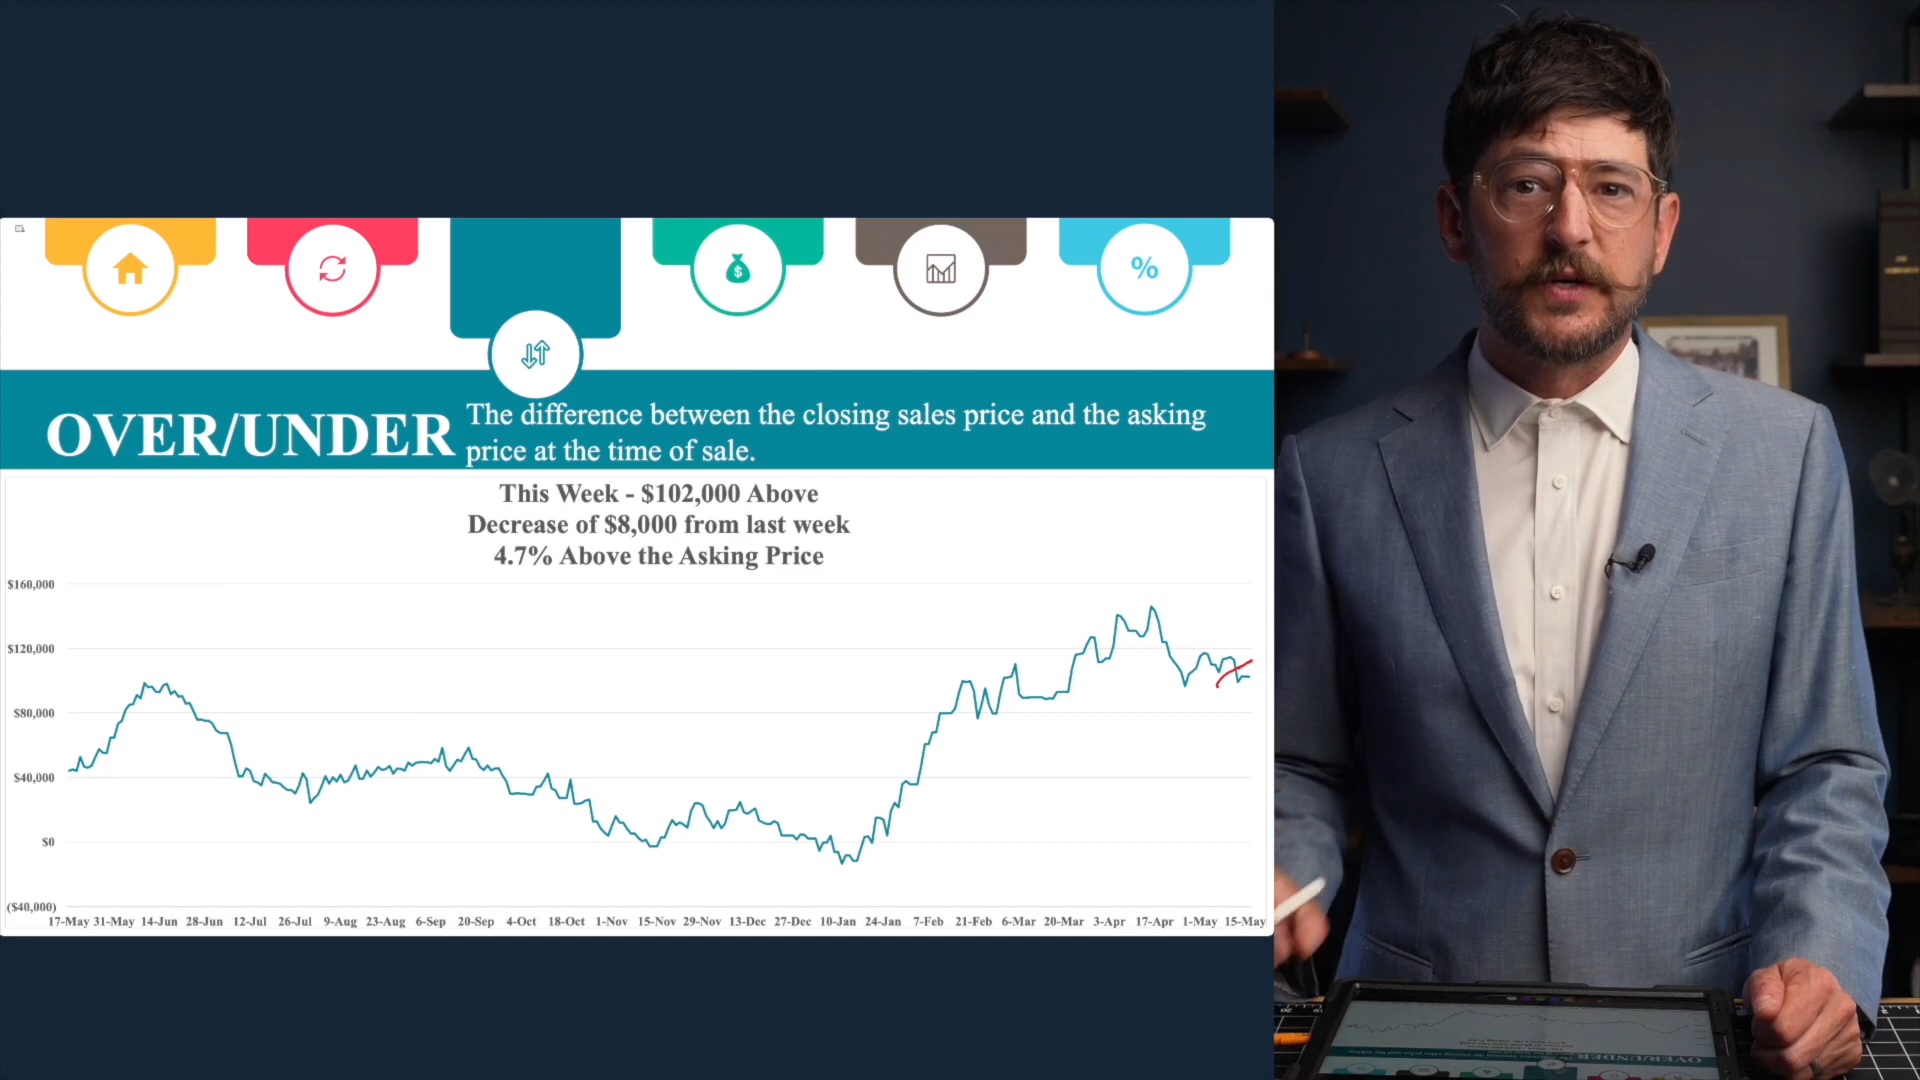 %
$
OVER/UNDER
The difference between the closing sales price and the asking
price at the time of sale.
This Week - $102,000 Above
Decrease of $8,000 from last week
4.7% Above the Asking Price
$160,000
$120,000
$80,000
$40,000
$0
($40,000)
17-May 31-May 14-Jun 28-Jun 12-Jul 26-Jul 9-Aug 23-Aug 6-Sep 20-Sep 4-Oct 18-Oct 1-Nov 15-Nov 29-Nov 13-Dec 27-Dec 10-Jan 24-Jan 7-Feb 21-Feb 6-Mar 20-Mar 3-Apr 17-Apr 1-May 15-May
OVER/UNDER